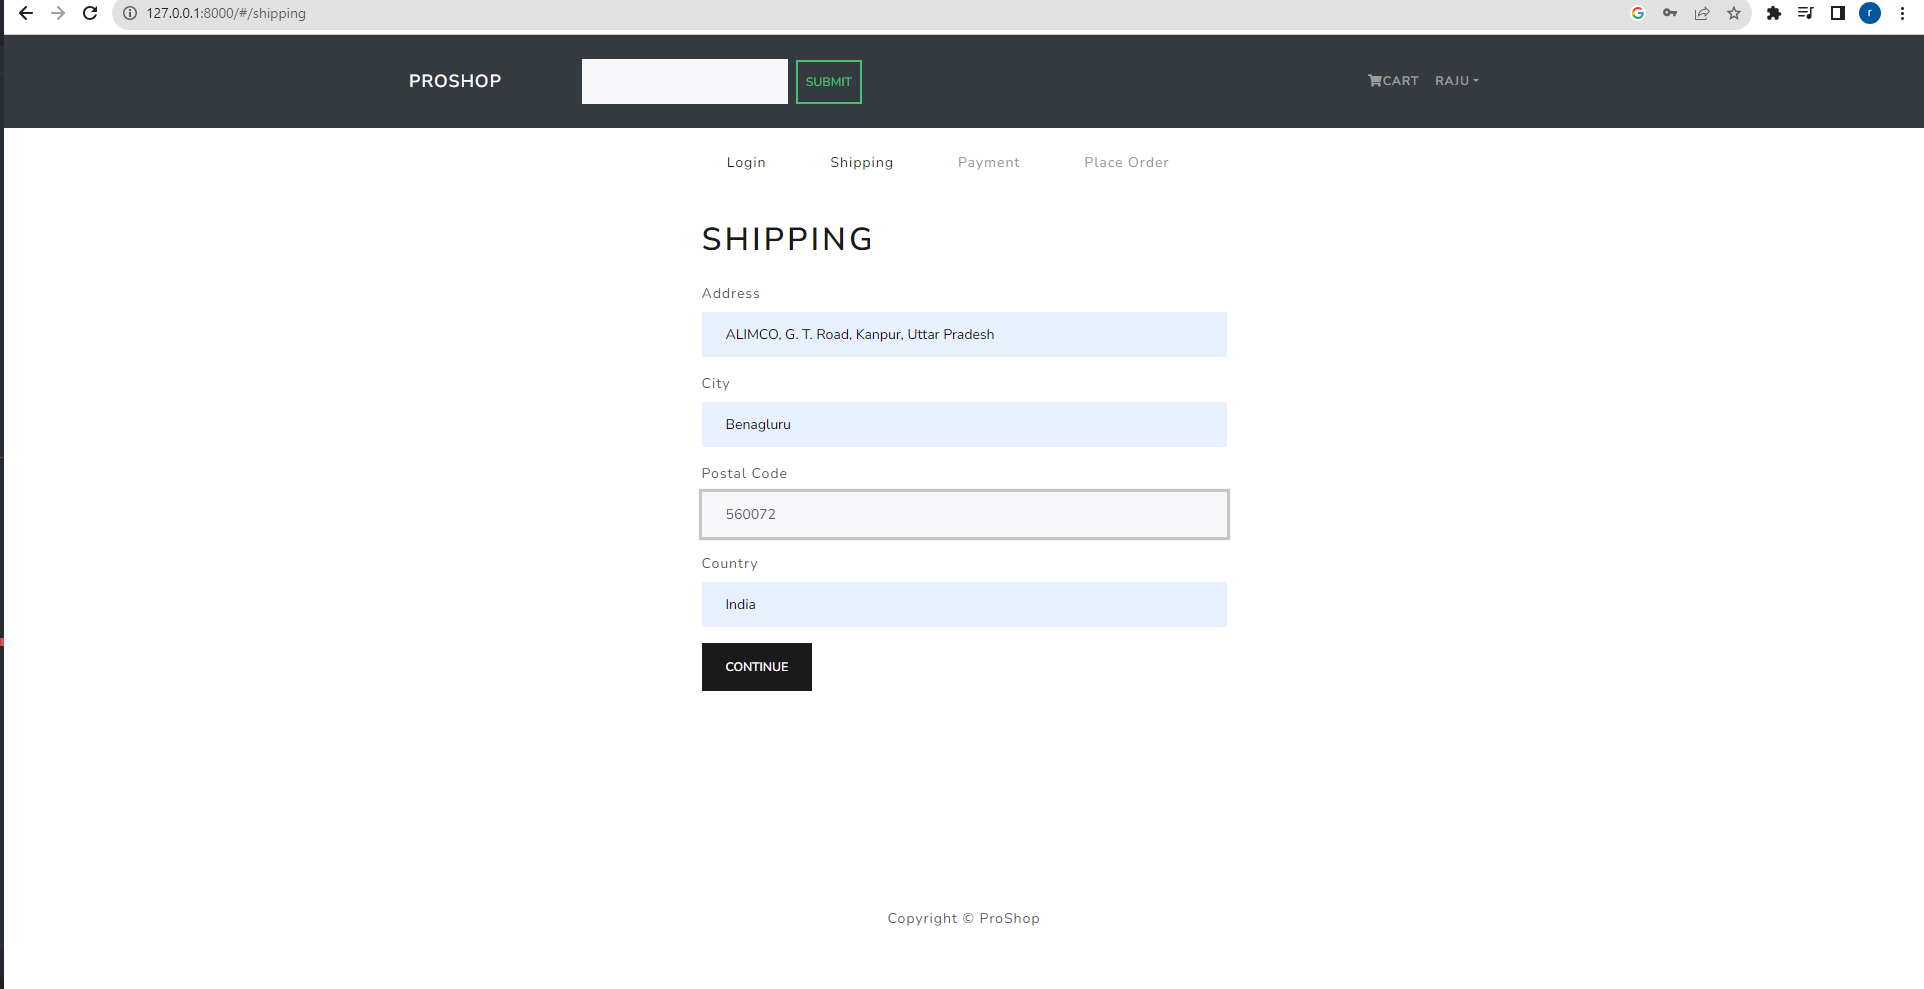 127.0.0.1:8000/#/shipping
r
PROSHOP
SUBMIT
CART
RAJU
Login
Shipping
Payment
Place Order
SHIPPING
Address
ALIMCO, G. T. Road, Kanpur, Uttar Pradesh
City
Benagluru
Postal Code
560072
Country
India
CONTINUE
Copyright © ProShop